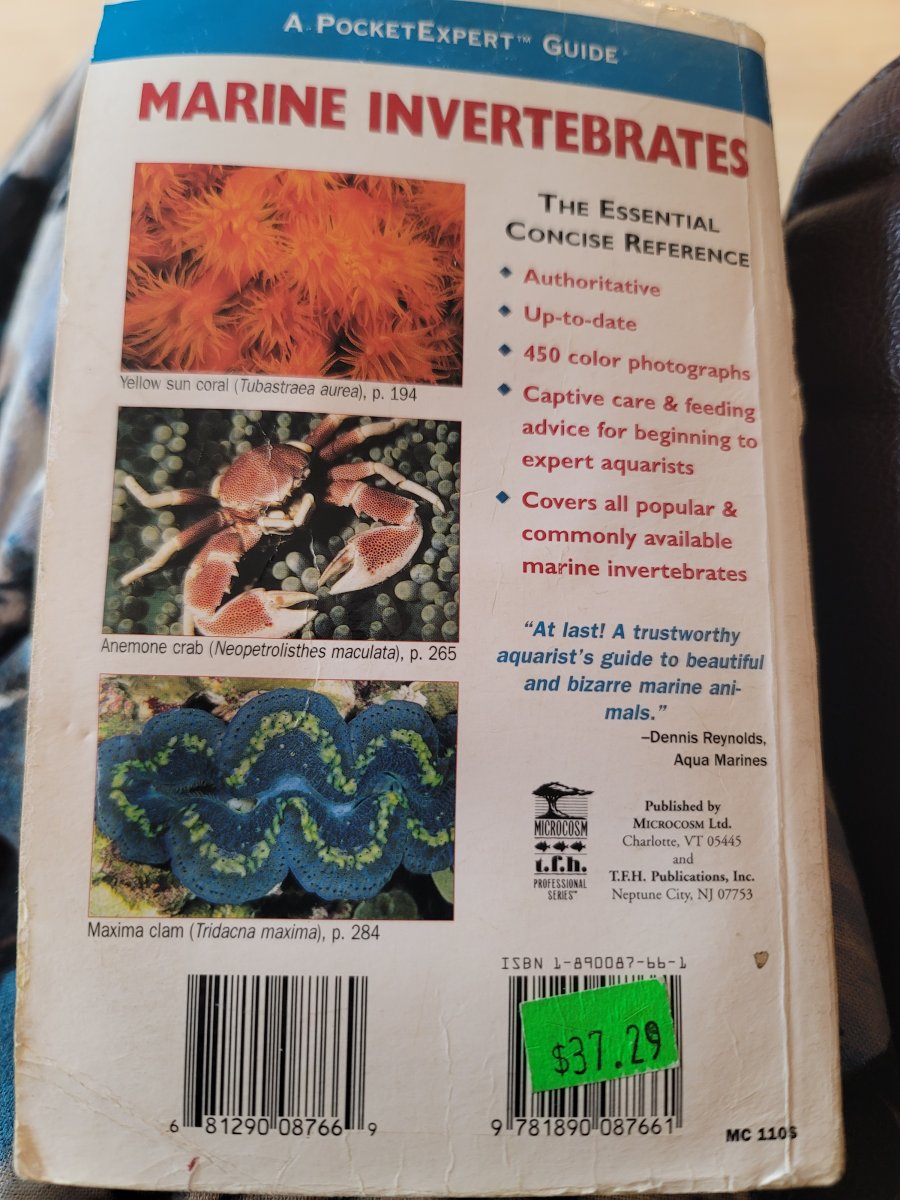 A POCKETEXPERT™ GUIDE
MARINE INVERTEBRATES
Yellow sun coral (Tubastraea aurea), p. 194
Anemone crab (Neopetrolisthes maculata), p. 265
Maxima clam (Tridacna maxima), p. 284
THE ESSENTIAL
CONCISE REFERENCE
Authoritative
Up-to-date
450 color photographs
Captive care & feeding
advice for beginning to
expert aquarists
Covers all popular &
commonly available
marine invertebrates
“At last! A trustworthy
aquarist’s guide to beautiful
and bizarre marine ani-
mals.”
–Dennis Reynolds,
Aqua Marines
MICROCOSM
t.f.h.
PROFESSIONAL
SERIES™
Published by
MICROCOSM Ltd.
Charlotte, VT 05445
and
T.F.H. Publications, Inc.
Neptune City, NJ 07753
ISBN 1-890087-66-1
$37.29
6 81290 08766 9
9 781890 087661
MC 110S